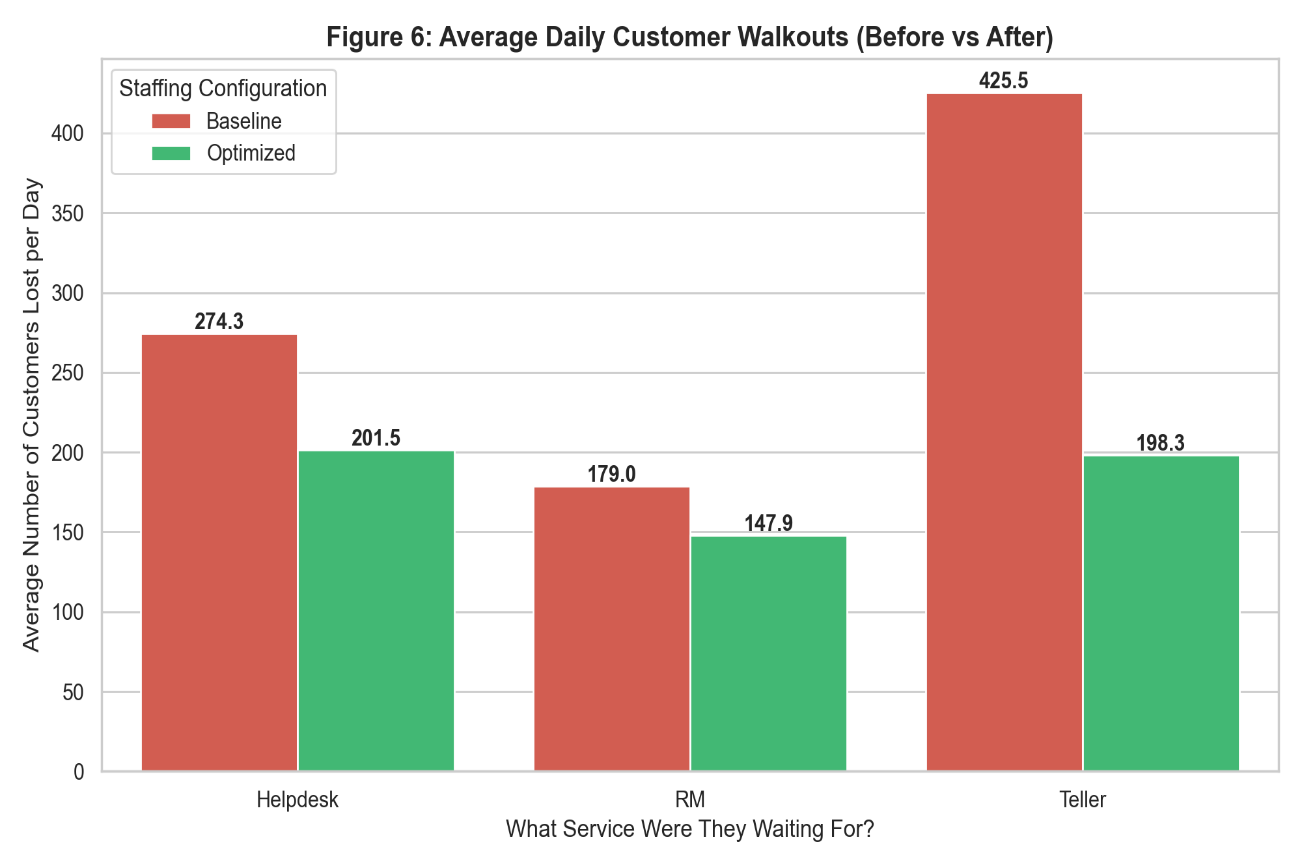 Figure 6: Average Daily Customer Walkouts (Before vs After)
Staffing Configuration
Baseline
Optimized
Average Number of Customers Lost per Day
400
350
300
250
200
150
100
50
0
274.3
201.5
179.0
147.9
425.5
198.3
Helpdesk
RM
Teller
What Service Were They Waiting For?